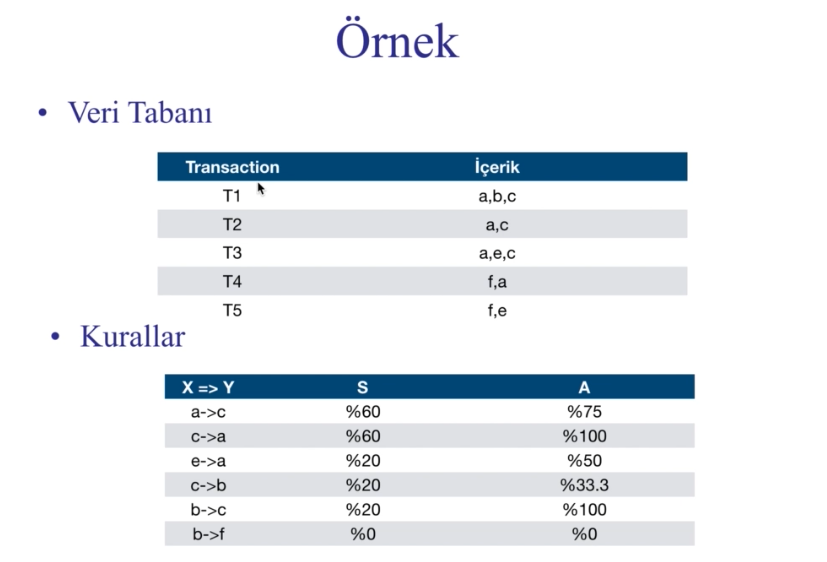 Örnek
• Veri Tabanı
Transaction İçerik
T1 a,b,c
T2 a,c
T3 a,e,c
T4 f,a
T5 f,e
• Kurallar
X => Y S A
a->c %60 %75
c->a %60 %100
e->a %20 %50
c->b %20 %33.3
b->c %20 %100
b->f %0 %0